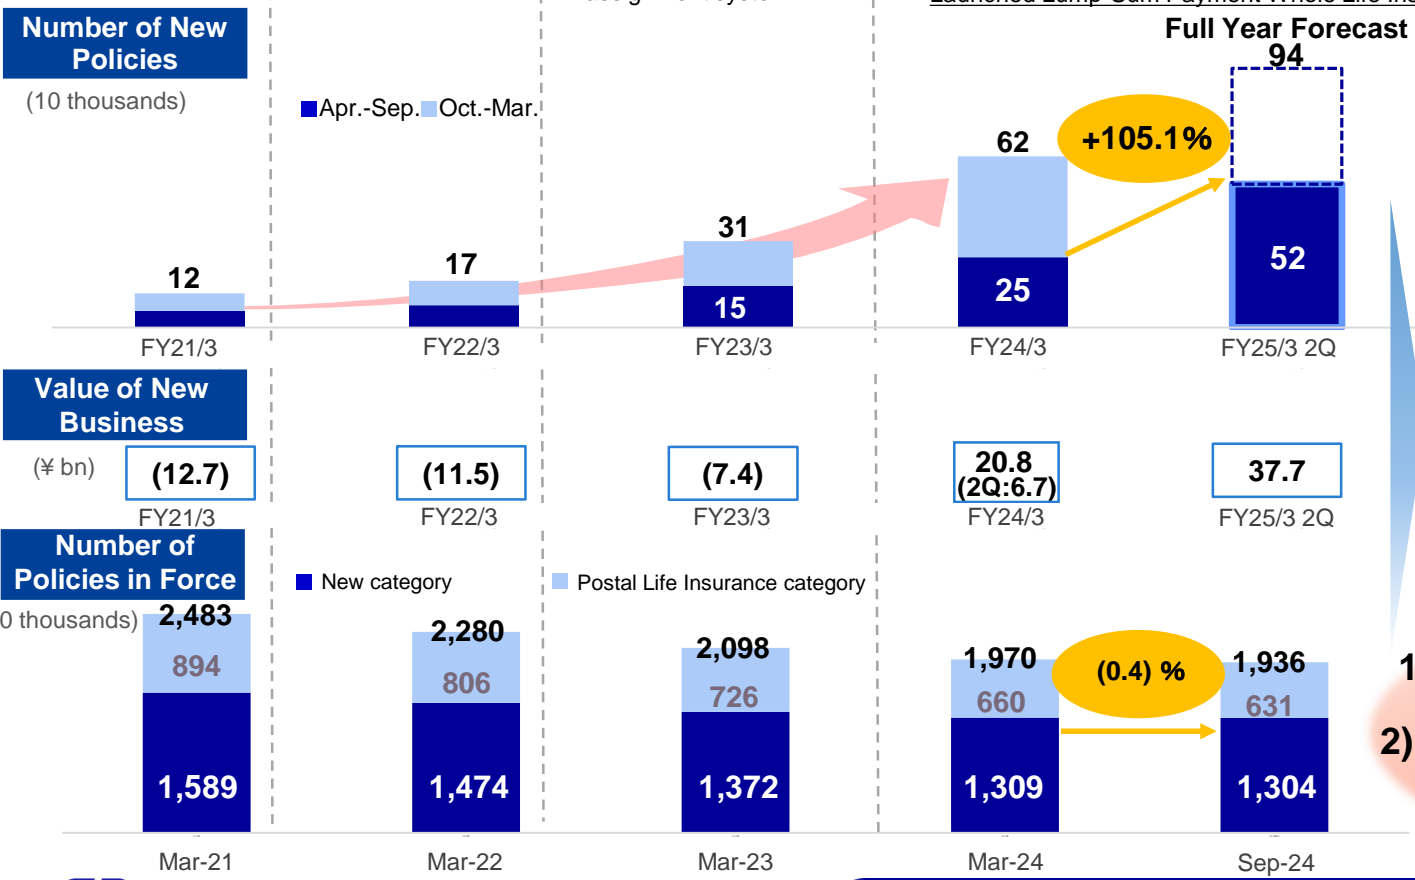 Number of New
Policies
(10 thousands)
Full Year Forecast
Apr.-Sep.
Oct.-Mar.
94
+105.1%
62
52
31
25
17
12
15
FY21/3
FY22/3
FY23/3
FY24/3
FY25/3 2Q
Value of New
Business
(¥ bn)
(12.7)
(11.5)
(7.4)
20.8
(2Q:6.7)
37.7
FY21/3
FY22/3
FY23/3
FY24/3
FY25/3 2Q
Number of
Policies in Force
0 thousands)
New category
Postal Life Insurance category
2,483
894
1,589
2,280
806
1,474
2,098
726
1,372
1,970
660
1,309
(0.4) %
1,936
631
1,304
1
2)
Mar-21
Mar-22
Mar-23
Mar-24
Sep-24